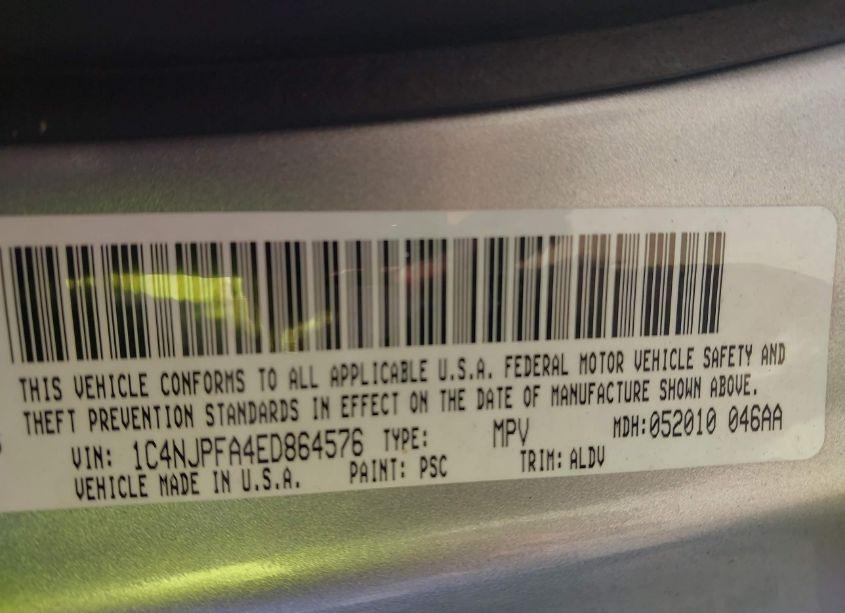 THIS VEHICLE CONFORMS TO ALL APPLICABLE U.S.A. FEDERAL MOTOR VEHICLE SAFETY AND
THEFT PREVENTION STANDARDS IN EFFECT ON THE DATE OF MANUFACTURE SHOWN ABOVE.
VIN: 1C4NJPFA4ED864576 TYPE: MPV MDH:052010 046AA
VEHICLE MADE IN U.S.A. PAINT: PSC TRIM: ALDV